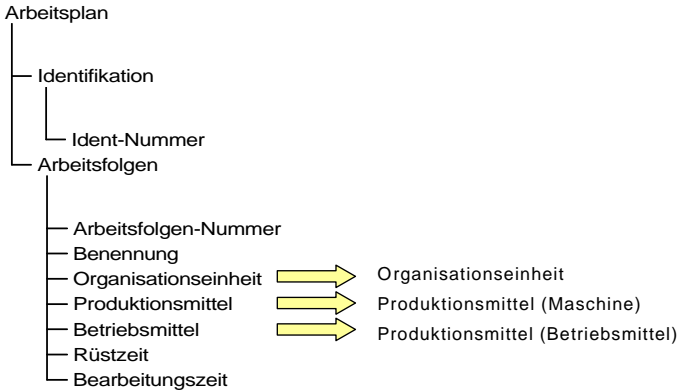 Arbeitsplan
Identifikation
Ident-Nummer
Arbeitsfolgen
Arbeitsfolgen-Nummer
Benennung
Organisationseinheit Organisationseinheit
Produktionsmittel Produktionsmittel (Maschine)
Betriebsmittel Produktionsmittel (Betriebsmittel)
Rüstzeit
Bearbeitungszeit